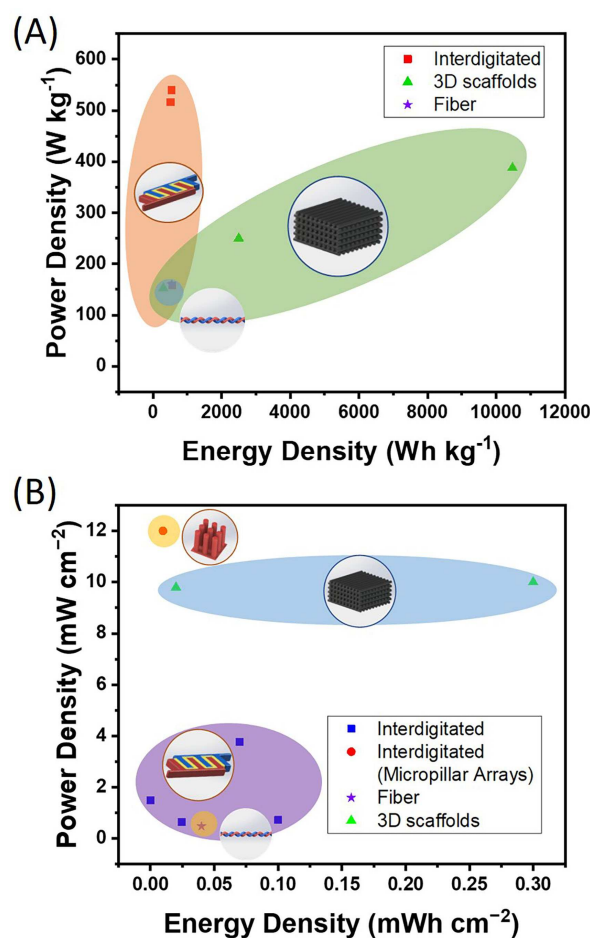 (A)
600
500
400
300
200
100
0
Power Density (W kg⁻¹)
Interdigitated
3D scaffolds
Fiber
0 2000 4000 6000 8000 10000 12000
Energy Density (Wh kg⁻¹)
(B)
12
10
8
6
4
2
0
Power Density (mW cm⁻²)
Interdigitated
Interdigitated
(Micropillar Arrays)
Fiber
3D scaffolds
0.00 0.05 0.10 0.15 0.20 0.25 0.30
Energy Density (mWh cm⁻²)